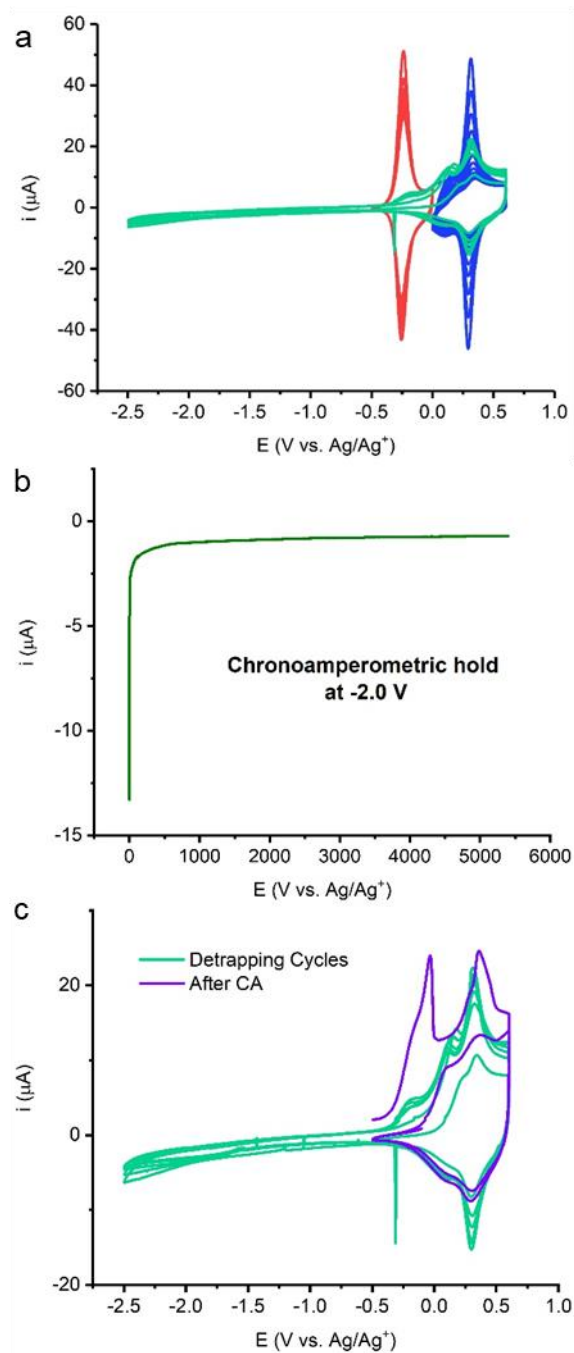 a
60
40
20
0
-20
-40
-60
i (μA)
-2.5 -2.0 -1.5 -1.0 -0.5 0.0 0.5 1.0
E (V vs. Ag/Ag⁺)
b
0
-5
-10
-15
i (μA)
Chronoamperometric hold
at -2.0 V
0 1000 2000 3000 4000 5000 6000
E (V vs. Ag/Ag⁺)
c
20
0
-20
i (μA)
Detrapping Cycles
After CA
-2.5 -2.0 -1.5 -1.0 -0.5 0.0 0.5 1.0
E (V vs. Ag/Ag⁺)